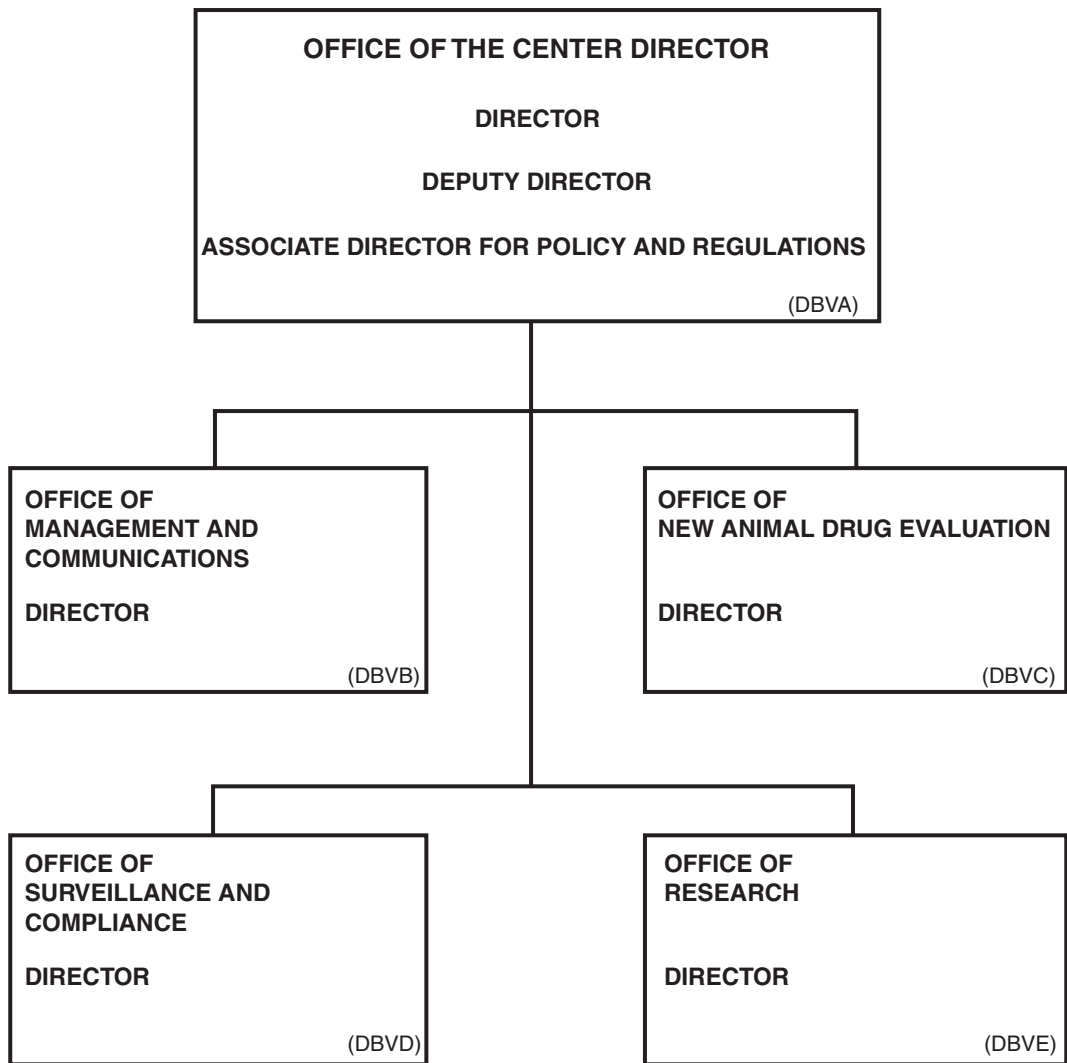 OFFICE OF THE CENTER DIRECTOR
DIRECTOR
DEPUTY DIRECTOR
ASSOCIATE DIRECTOR FOR POLICY AND REGULATIONS
(DBVA)
OFFICE OF
MANAGEMENT AND
COMMUNICATIONS
DIRECTOR
(DBVB)
OFFICE OF
NEW ANIMAL DRUG EVALUATION
DIRECTOR
(DBVC)
OFFICE OF
SURVEILLANCE AND
COMPLIANCE
DIRECTOR
(DBVD)
OFFICE OF
RESEARCH
DIRECTOR
(DBVE)